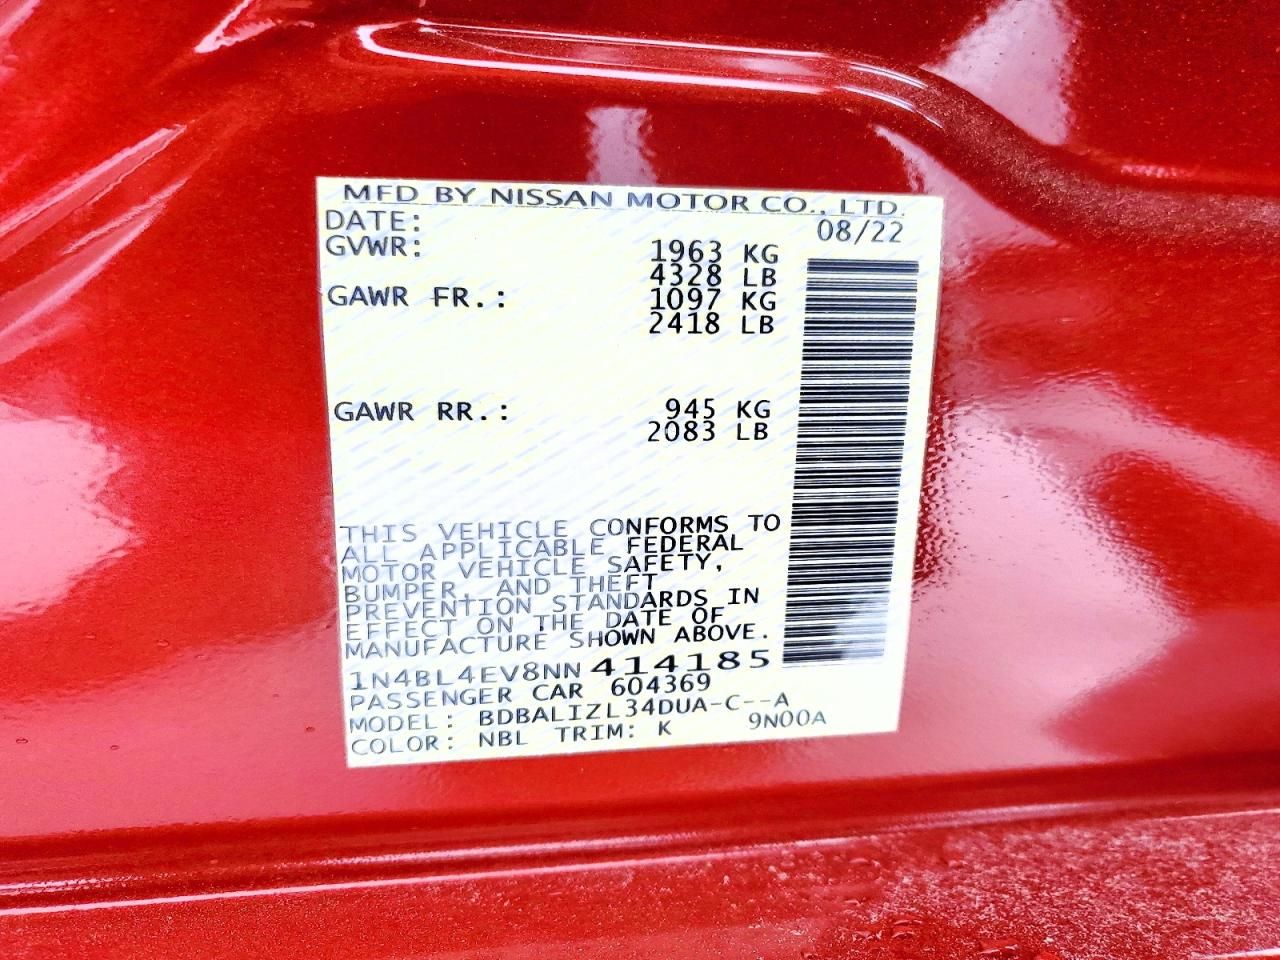 MFD BY NISSAN MOTOR CO., LTD.
DATE: 08/22
GVWR: 1963 KG
4328 LB
GAWR FR.: 1097 KG
2418 LB
GAWR RR.: 945 KG
2083 LB
THIS VEHICLE CONFORMS TO
ALL APPLICABLE FEDERAL
MOTOR VEHICLE SAFETY,
BUMPER, AND THEFT
PREVENTION STANDARDS IN
EFFECT ON THE DATE OF
MANUFACTURE SHOWN ABOVE.
1N4BL4EV8NN414185
PASSENGER CAR 604369
MODEL: BDBALIZL34DUA-C--A
COLOR: NBL TRIM: K 9N00A